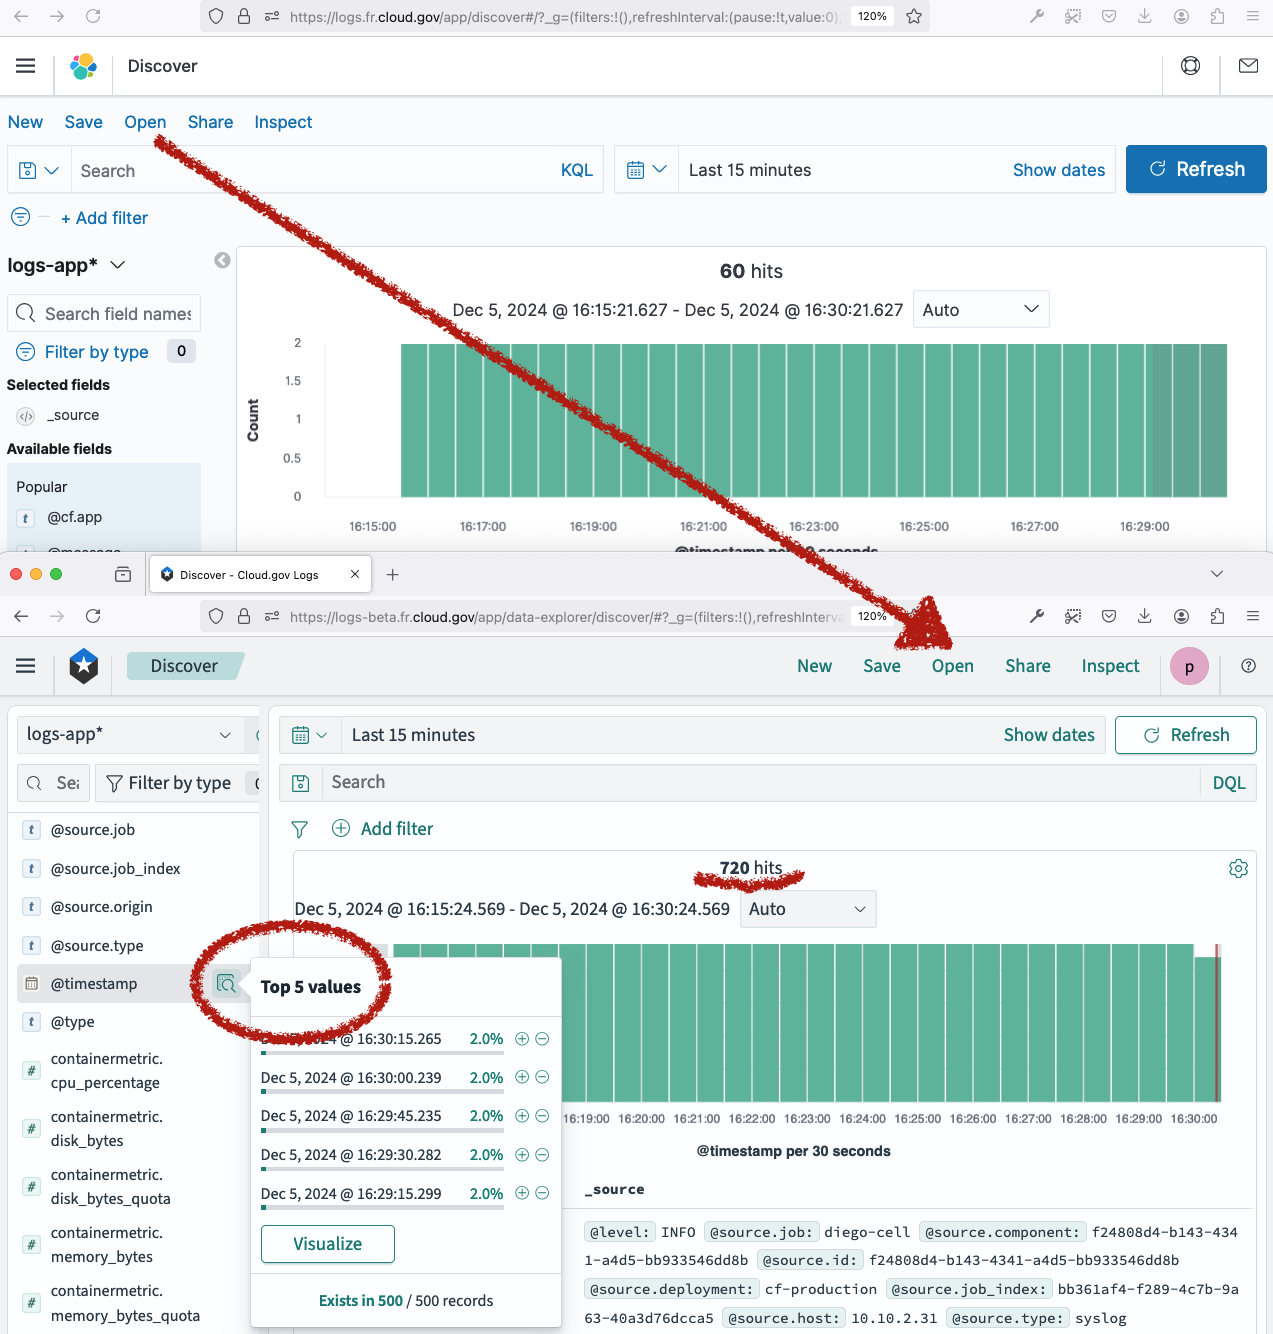 https://logs.fr.cloud.gov/app/discover#/?_g=(filters:!(),refreshInterval:(pause:!t,value:0), 120%
Discover
New Save Open Share Inspect
Search KQL Last 15 minutes Show dates Refresh
+ Add filter
logs-app*
60 hits
Dec 5, 2024 @ 16:15:21.627 - Dec 5, 2024 @ 16:30:21.627 Auto
Search field names
Filter by type 0
Selected fields
_source
Available fields
Popular
@cf.app
@message
Count
2
1.5
1
0.5
0
16:15:00 16:17:00 16:19:00 16:21:00 16:23:00 16:25:00 16:27:00 16:29:00
@timestamp per 30 seconds
Discover - Cloud.gov Logs
https://logs-beta.fr.cloud.gov/app/data-explorer/discover/#?_g=(filters:!(),refreshInterva 120%
Discover New Save Open Share Inspect p
logs-app*
Last 15 minutes Show dates Refresh
Sea Filter by type
Search DQL
Add filter
t @source.job
t @source.job_index
t @source.origin
t @source.type
@timestamp
t @type
# containermetric.
cpu_percentage
# containermetric.
disk_bytes
# containermetric.
disk_bytes_quota
# containermetric.
memory_bytes
# containermetric.
memory_bytes_quota
720 hits
Dec 5, 2024 @ 16:15:24.569 - Dec 5, 2024 @ 16:30:24.569 Auto
Top 5 values
@ 16:30:15.265 2.0%
Dec 5, 2024 @ 16:30:00.239 2.0%
Dec 5, 2024 @ 16:29:45.235 2.0%
Dec 5, 2024 @ 16:29:30.282 2.0%
Dec 5, 2024 @ 16:29:15.299 2.0%
Visualize
Exists in 500 / 500 records
16:19:00 16:20:00 16:21:00 16:22:00 16:23:00 16:24:00 16:25:00 16:26:00 16:27:00 16:28:00 16:29:00 16:30:00
@timestamp per 30 seconds
_source
@level: INFO @source.job: diego-cell @source.component: f24808d4-b143-434
1-a4d5-bb933546dd8b @source.id: f24808d4-b143-4341-a4d5-bb933546dd8b
@source.deployment: cf-production @source.job_index: bb361af4-f289-4c7b-9a
63-40a3d76dcca5 @source.host: 10.10.2.31 @source.type: syslog